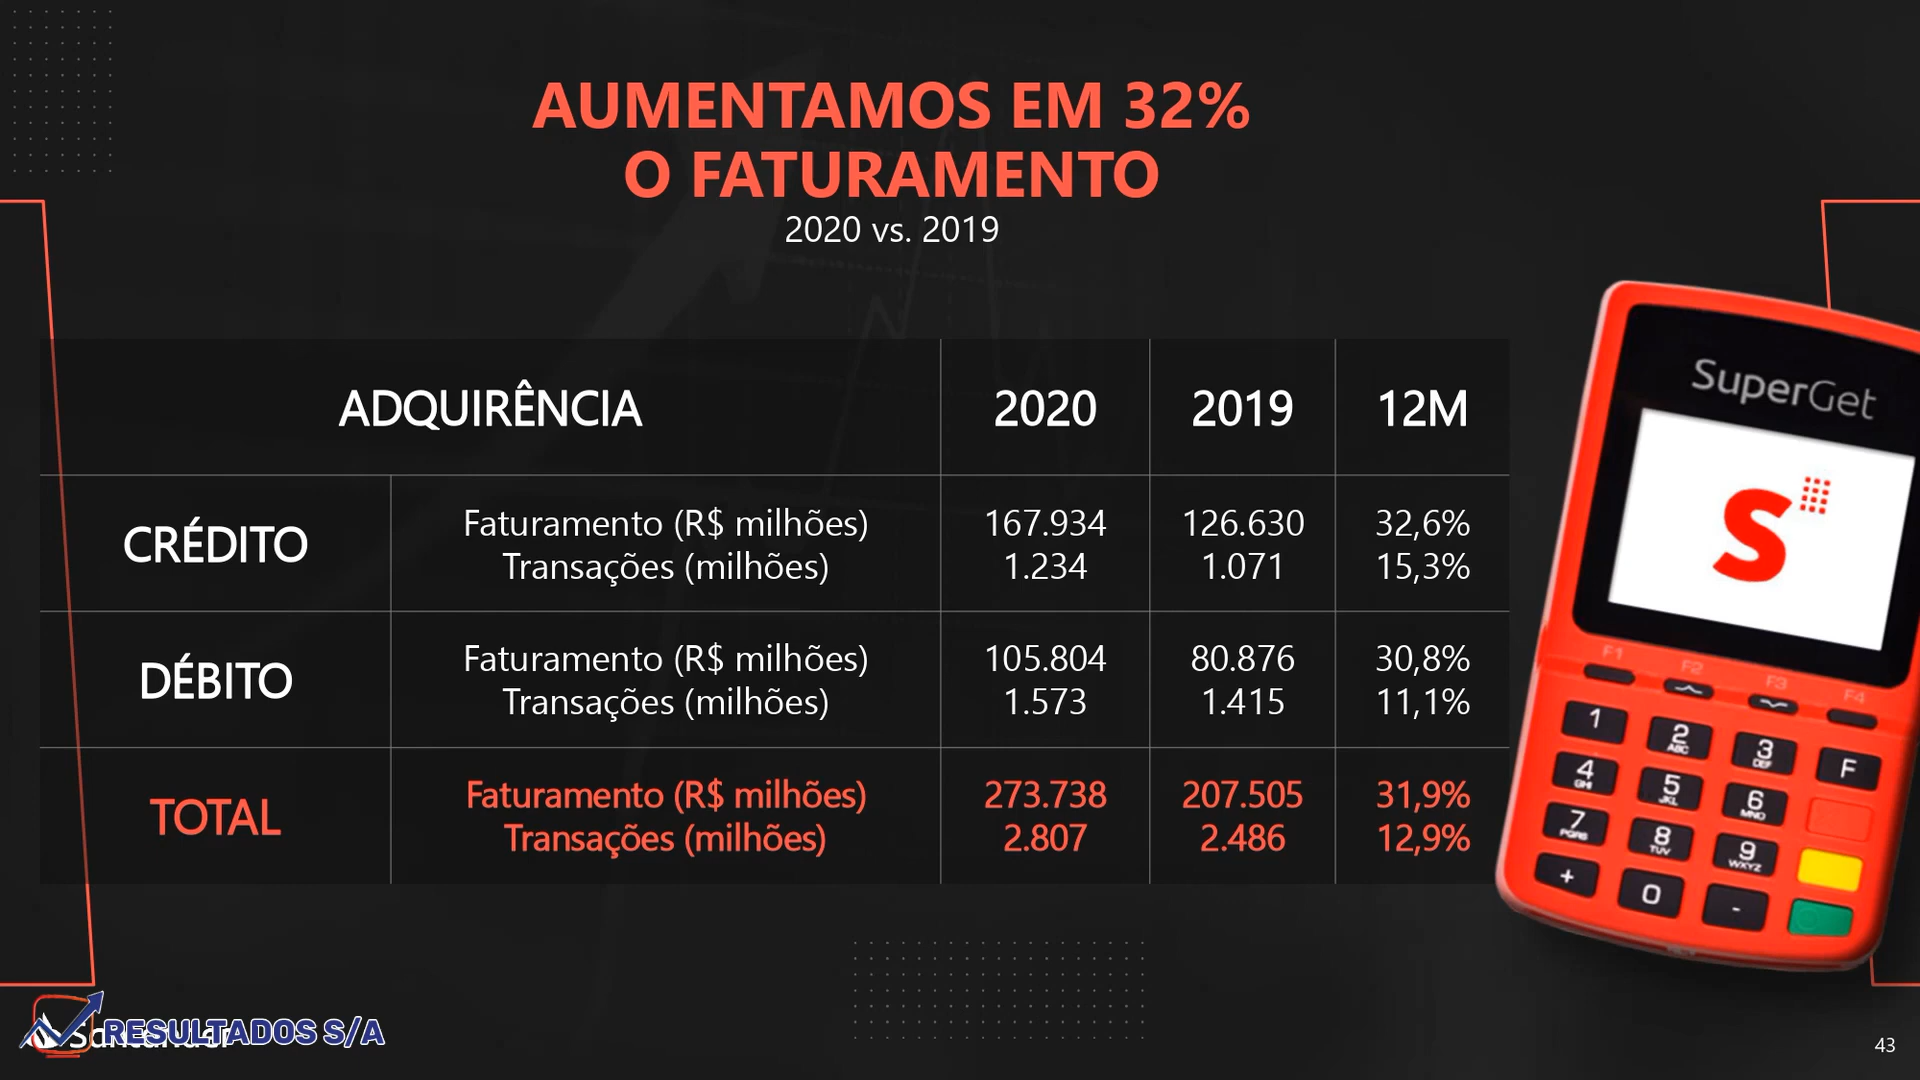 AUMENTAMOS EM 32%
O FATURAMENTO
2020 vs. 2019
ADQUIRÊNCIA 2020 2019 12M
CRÉDITO
Faturamento (R$ milhões) 167.934 126.630 32,6%
Transações (milhões) 1.234 1.071 15,3%
DÉBITO
Faturamento (R$ milhões) 105.804 80.876 30,8%
Transações (milhões) 1.573 1.415 11,1%
TOTAL
Faturamento (R$ milhões) 273.738 207.505 31,9%
Transações (milhões) 2.807 2.486 12,9%
SuperGet
S
F1 F2 F3 F4
1 2 ABC 3 DEF F
4 GHI 5 JKL 6 MNO
7 PQRS 8 TUV 9 WXYZ
+ 0 -
Santander
RESULTADOS S/A
43